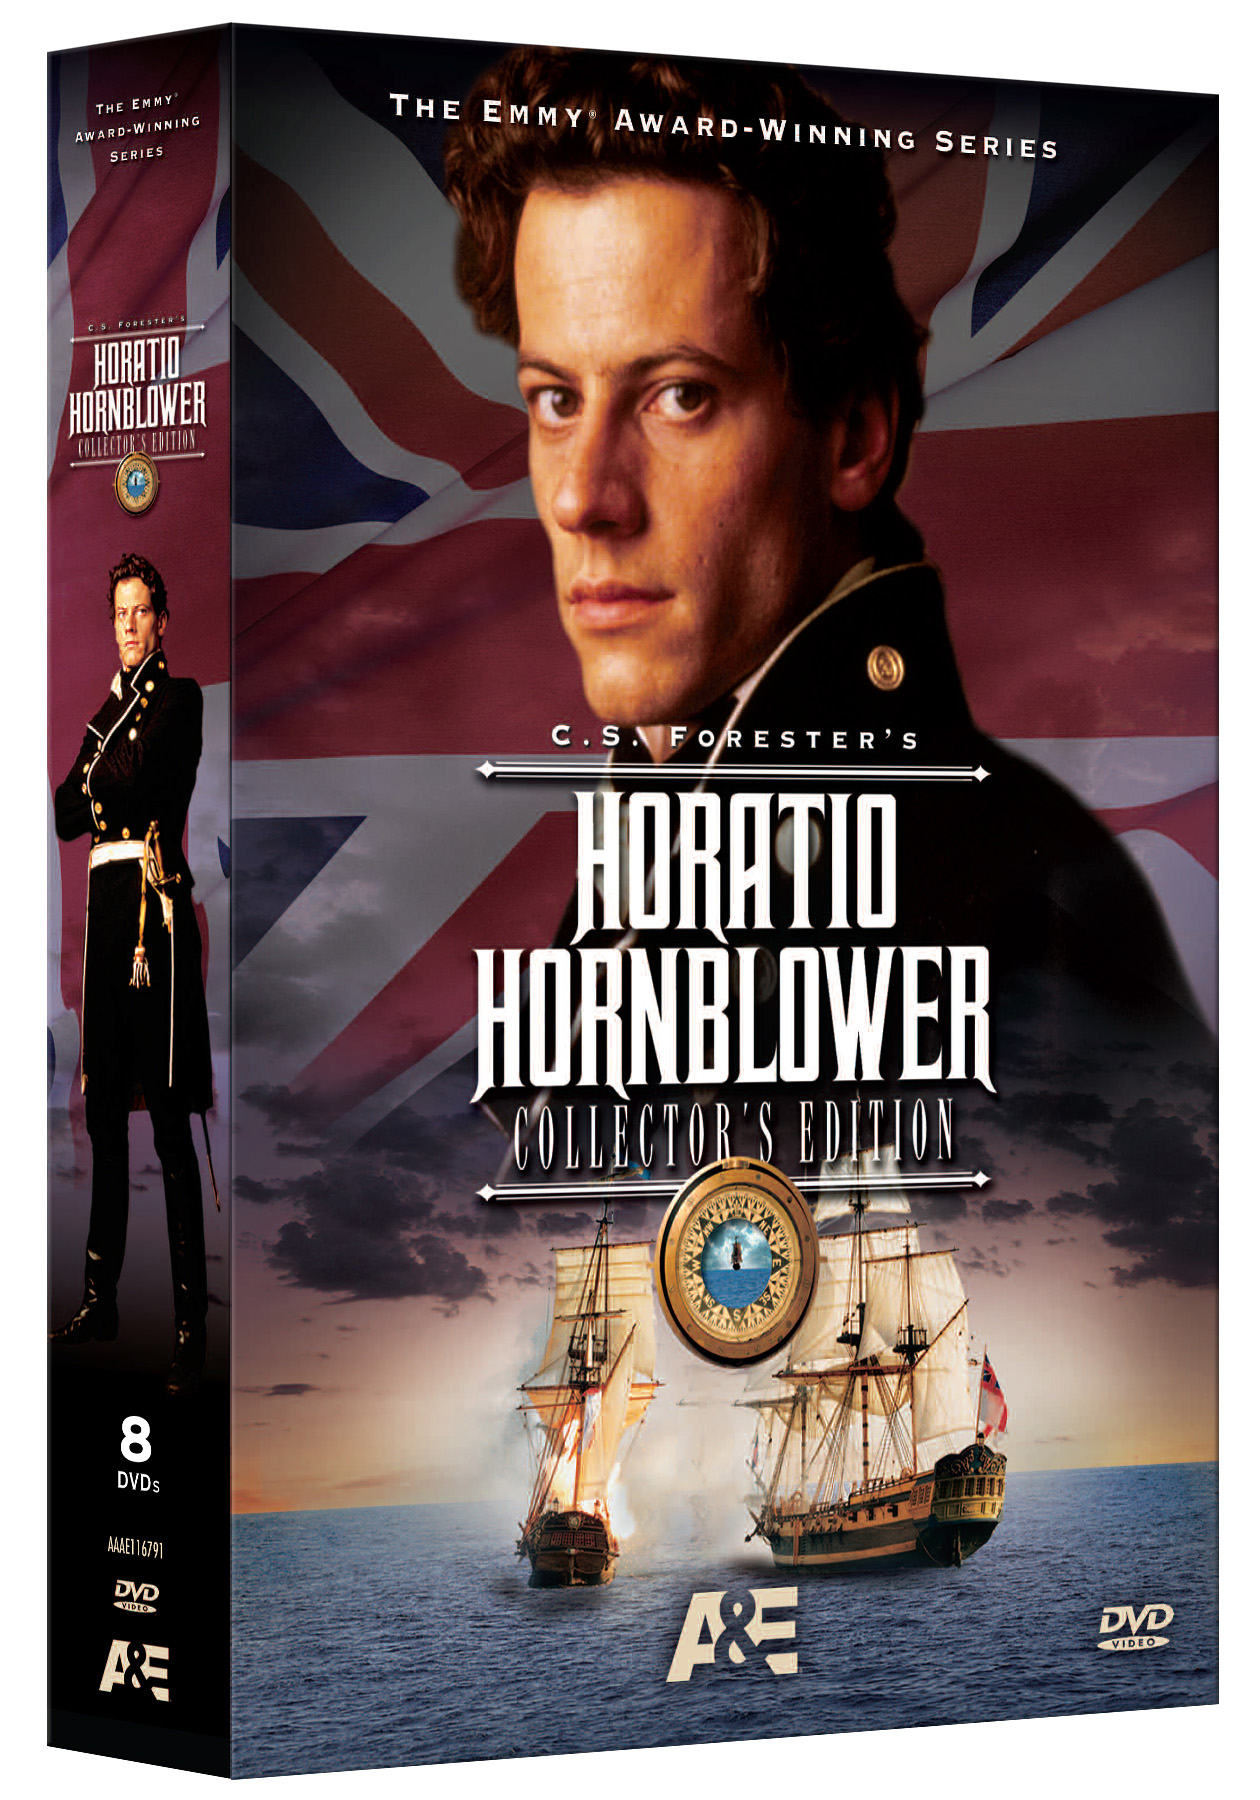 THE EMMY® AWARD-WINNING SERIES
C.S. FORESTER'S
HORATIO
HORNBLOWER
COLLECTOR'S EDITION
A&E
DVD
VIDEO
THE EMMY®
AWARD-WINNING
SERIES
C.S. FORESTER'S
HORATIO
HORNBLOWER
COLLECTOR'S EDITION
8
DVDs
AAAE116791
DVD
VIDEO
A&E